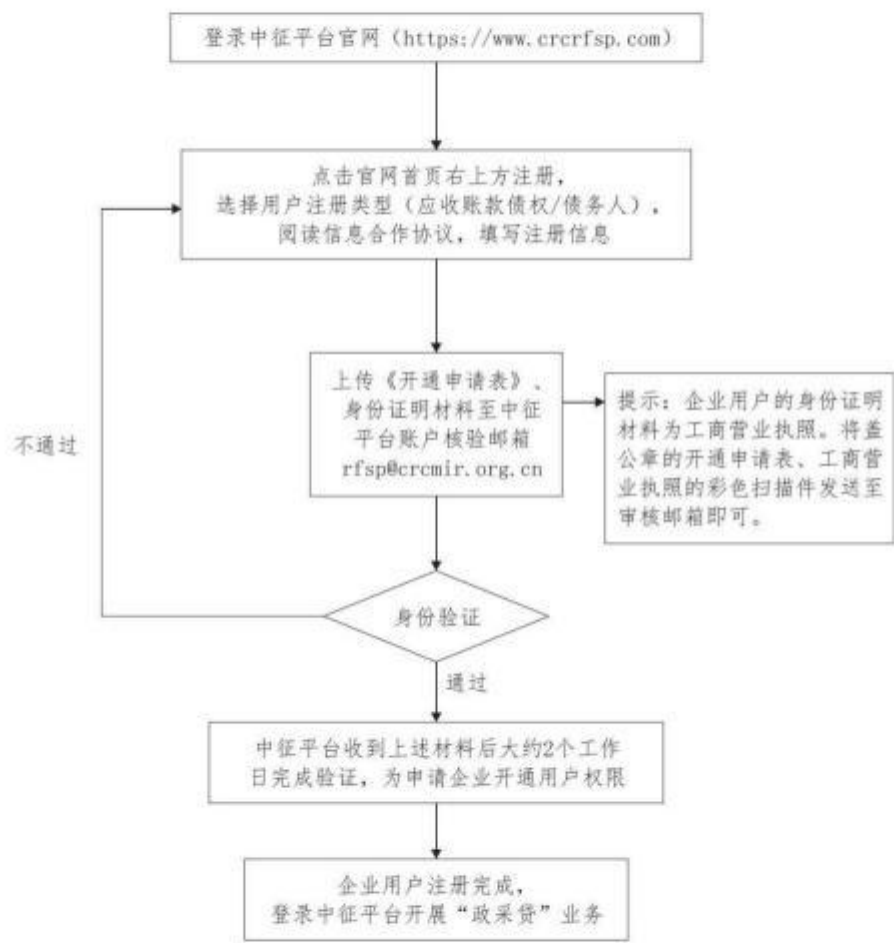 登录中征平台官网（https://www.crcrfsp.com）
点击官网首页右上方注册，
选择用户注册类型（应收账款债权/债务人），
阅读信息合作协议，填写注册信息
上传《开通申请表》、
身份证明材料至中征
平台账户核验邮箱
rfsp@crcmir.org.cn
提示：企业用户的身份证明
材料为工商营业执照。将盖
公章的开通申请表、工商营
业执照的彩色扫描件发送至
审核邮箱即可。
不通过
身份验证
通过
中征平台收到上述材料后大约2个工作
日完成验证，为申请企业开通用户权限
企业用户注册完成，
登录中征平台开展“政采贷”业务